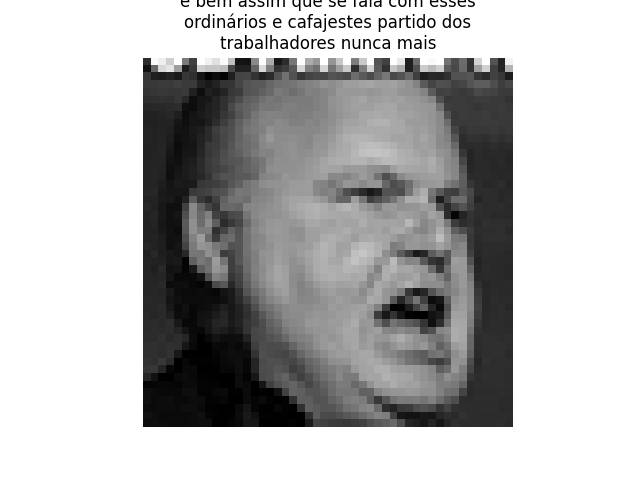 é bem assim que se fala com esses
ordinários e cafajestes partido dos
trabalhadores nunca mais